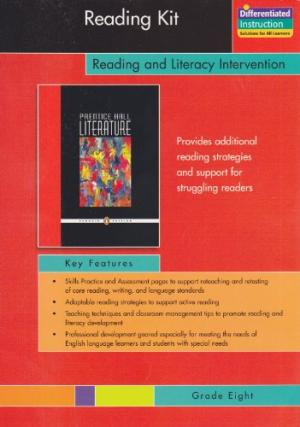 Reading Kit
Differentiated
Instruction
Solutions for All Learners
Reading and Literacy Intervention
PRENTICE HALL
LITERATURE
PENGUIN EDITION
Provides additional
reading strategies
and support for
struggling readers
Key Features
• Skills Practice and Assessment pages to support reteaching and retesting
of core reading, writing, and language standards
• Adaptable reading strategies to support active reading
• Teaching techniques and classroom management tips to promote reading and
literacy development
• Professional development geared especially for meeting the needs of
English language learners and students with special needs
Grade Eight